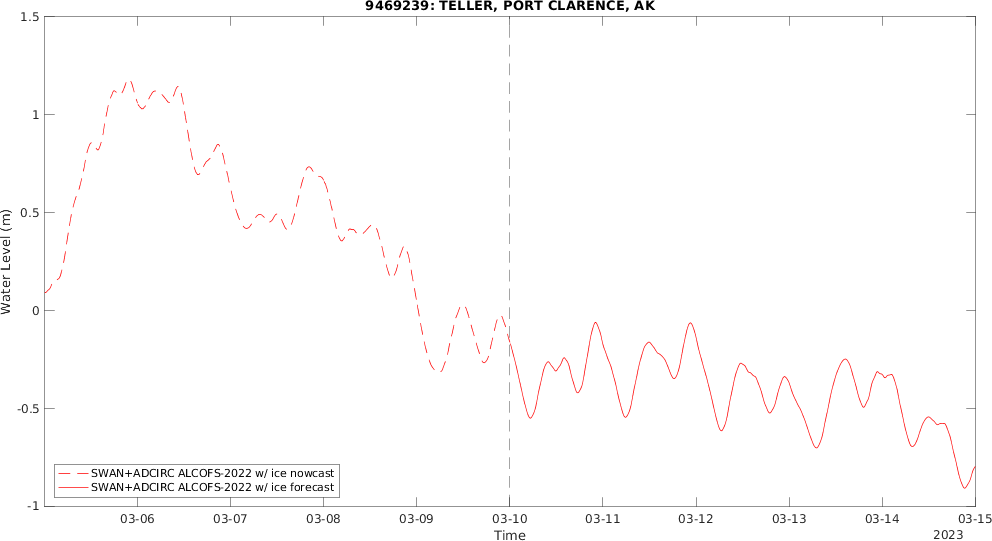 9469239: TELLER, PORT CLARENCE, AK
1.5
1
0.5
0
-0.5
-1
Water Level (m)
SWAN+ADCIRC ALCOFS-2022 w/ ice nowcast
SWAN+ADCIRC ALCOFS-2022 w/ ice forecast
03-06 03-07 03-08 03-09 03-10 03-11 03-12 03-13 03-14 03-15
Time
2023